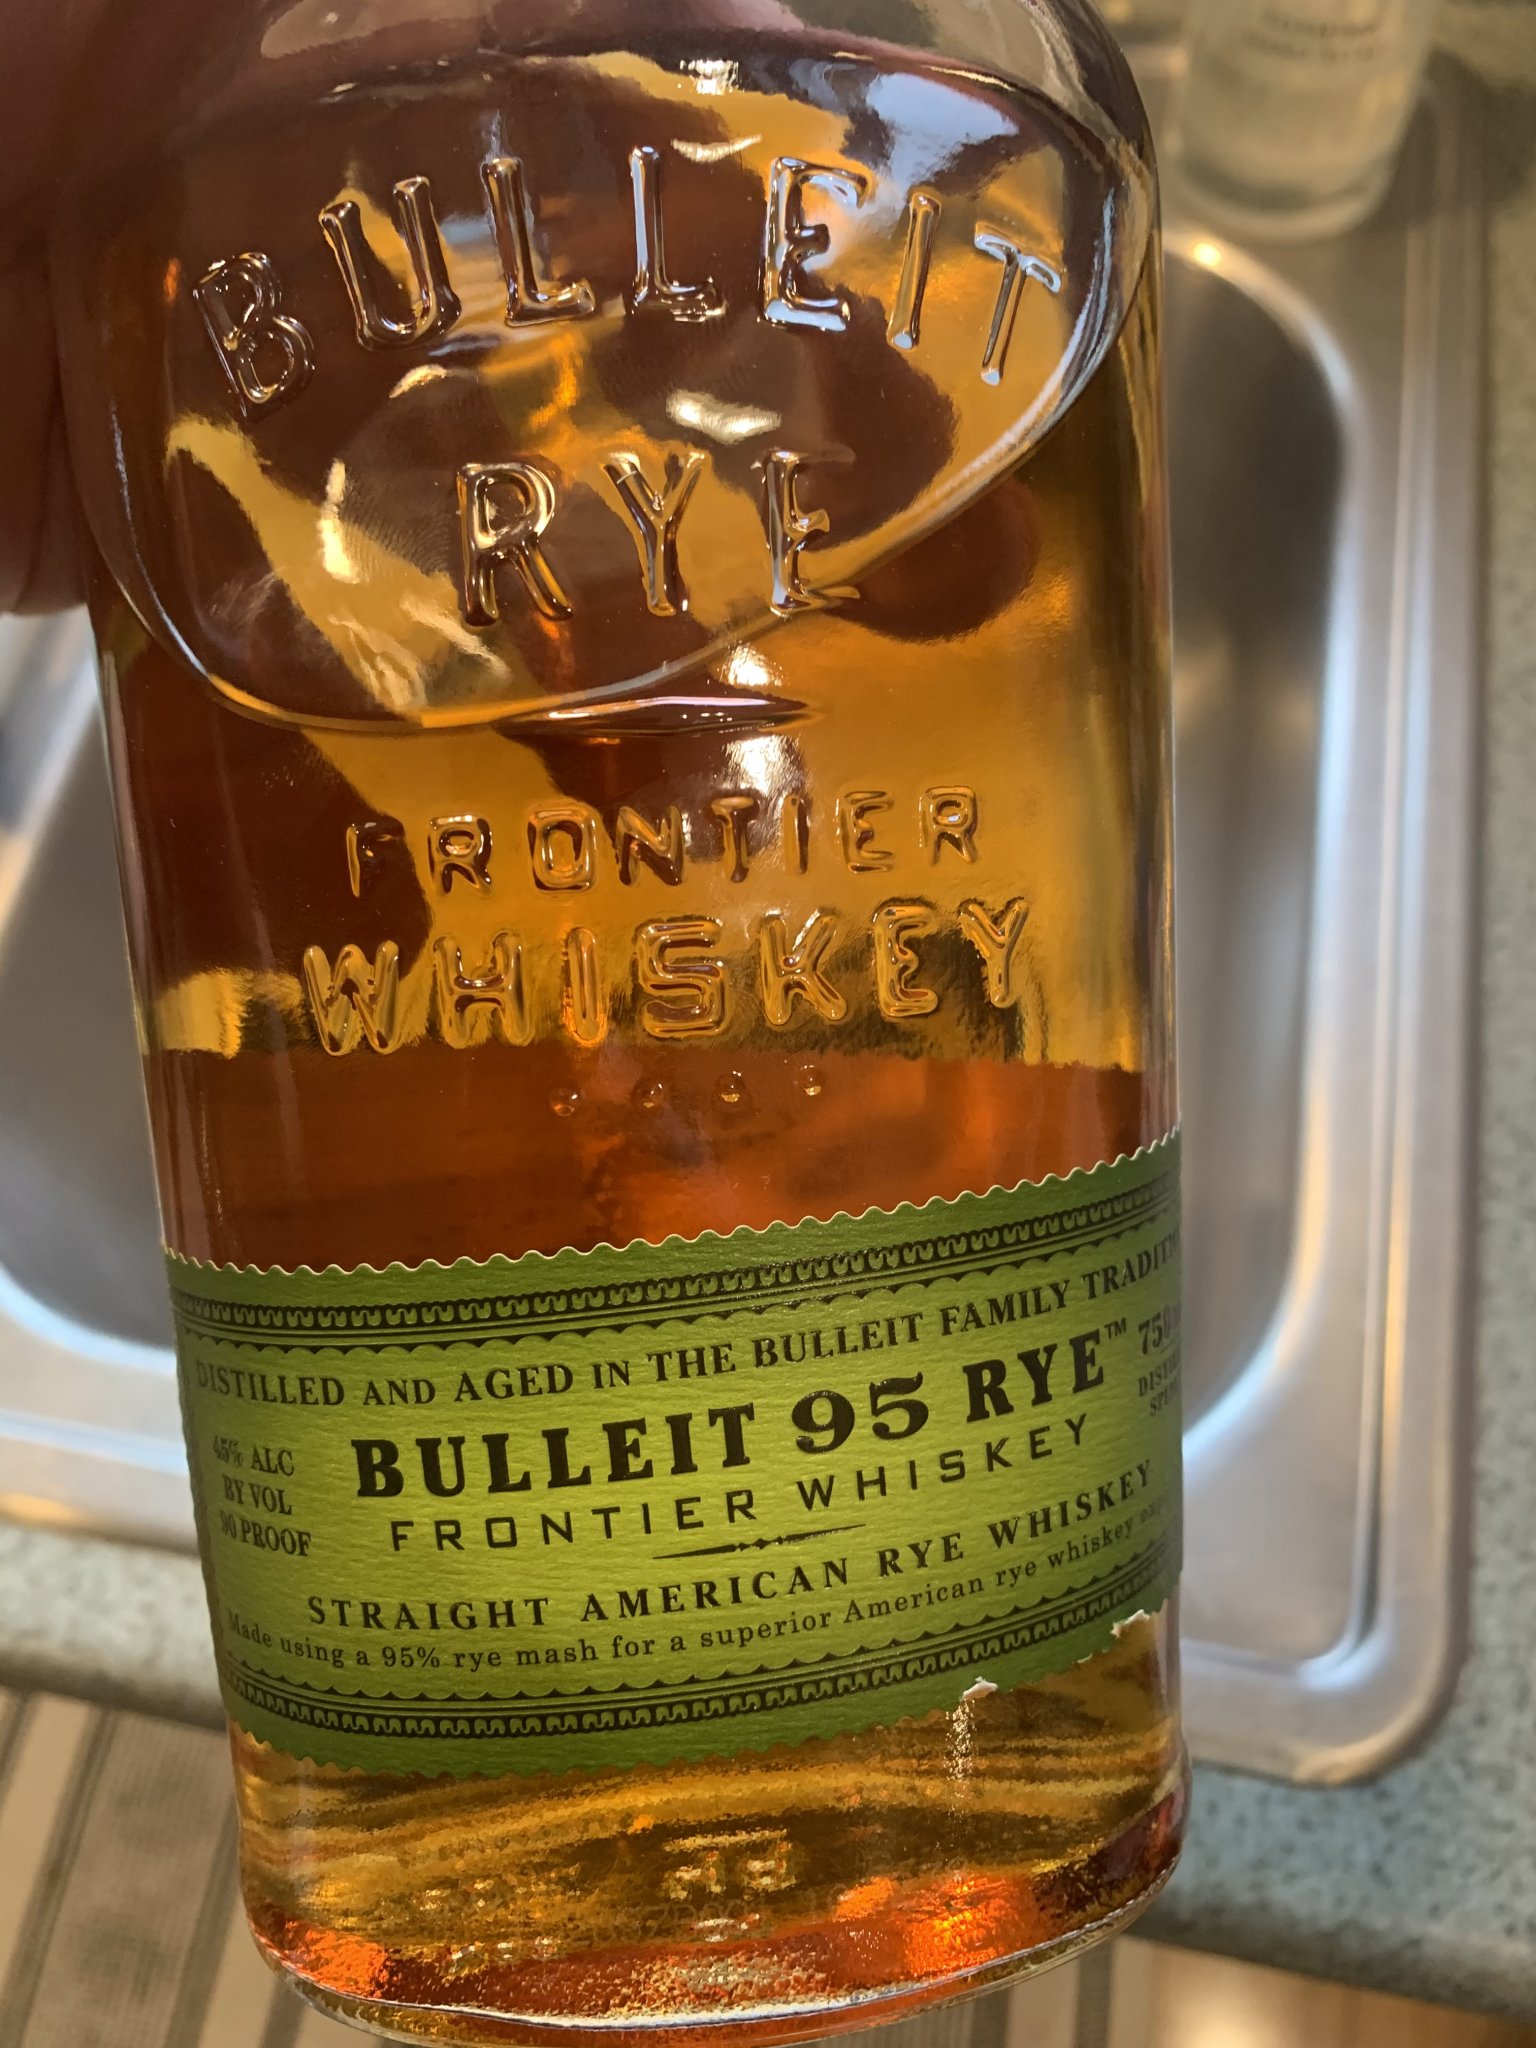 BULLEIT
RYE
FRONTIER
WHISKEY
DISTILLED AND AGED IN THE BULLEIT FAMILY
BULLEIT 95 RYE™
FRONTIER WHISKEY
45% ALC
BY VOL
90 PROOF
STRAIGHT AMERICAN RYE WHISKEY
Made using a 95% rye mash for a superior American rye whiskey